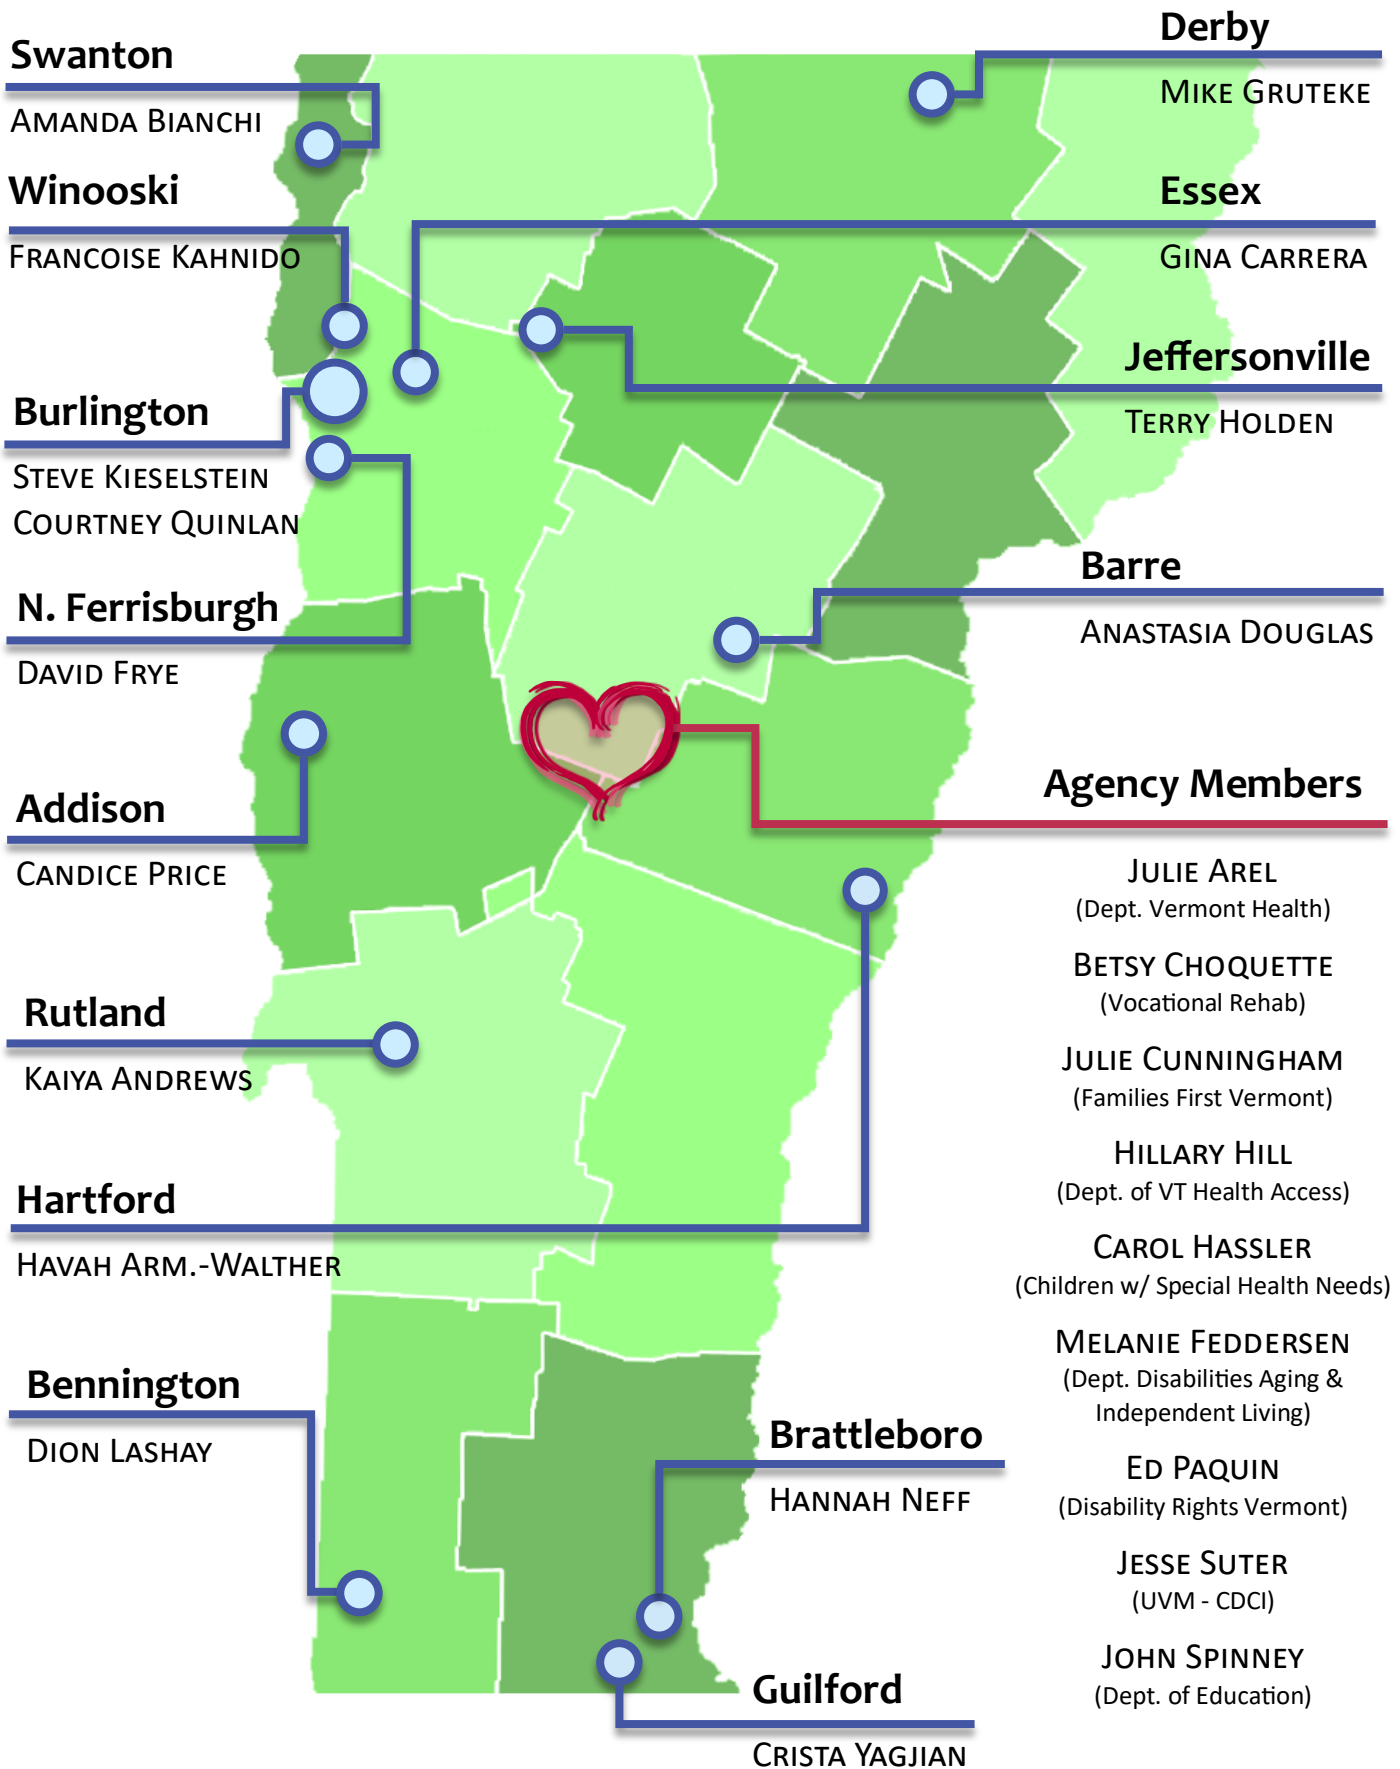 Swanton
AMANDA BIANCHI
Winooski
FRANCOISE KAHNIDO
Burlington
STEVE KIESELSTEIN
COURTNEY QUINLAN
N. Ferrisburgh
DAVID FRYE
Addison
CANDICE PRICE
Rutland
KAIYA ANDREWS
Hartford
HAVAH ARM.-WALTHER
Bennington
DION LASHAY
Derby
MIKE GRUTEKE
Essex
GINA CARRERA
Jeffersonville
TERRY HOLDEN
Barre
ANASTASIA DOUGLAS
Agency Members
JULIE AREL
(Dept. Vermont Health)
BETSY CHOQUETTE
(Vocational Rehab)
JULIE CUNNINGHAM
(Families First Vermont)
HILLARY HILL
(Dept. of VT Health Access)
CAROL HASSLER
(Children w/ Special Health Needs)
MELANIE FEDDERSEN
(Dept. Disabilities Aging &
Independent Living)
ED PAQUIN
(Disability Rights Vermont)
JESSE SUTER
(UVM - CDCI)
JOHN SPINNEY
(Dept. of Education)
Brattleboro
HANNAH NEFF
Guilford
CRISTA YAGJIAN